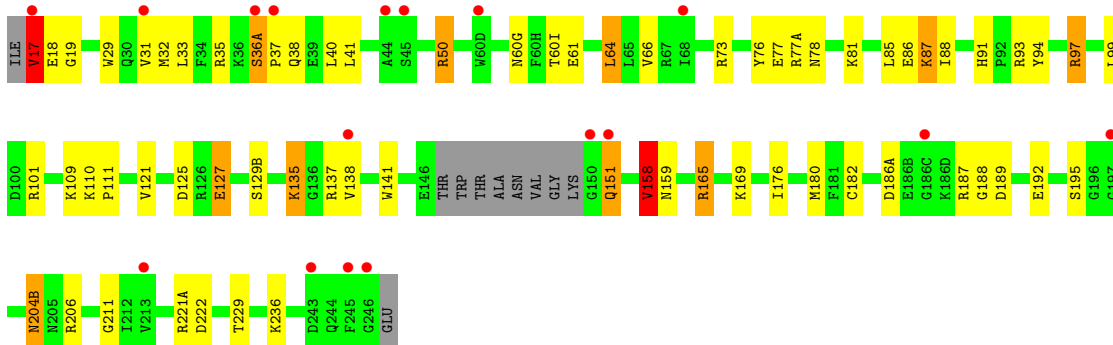 ILE V17 E18 G19 W29 Q30 V31 M32 L33 F34 R35 K36 S36A P37 Q38 E39 L40 L41 A44 S45 R50 W60D N60G F60H T60I E61 L64 L65 V66 R67 I68 R73 Y76 E77 R77A N78 K81 L85 E86 K87 I88 H91 P92 R93 Y94 R97
D100 R101 K109 K110 P111 V121 D125 R126 E127 S129B K135 G136 R137 V138 W141 E146 THR TRP THR ALA ASN VAL GLY LYS G150 Q151 V158 N159 R165 K169 I176 M180 F181 C182 D186A E186B G186C K186D R187 G188 D189 E192 S195 G196 G197
N204B N205 R206 G211 I212 V213 R221A D222 T229 K236 D243 Q244 F245 G246 GLU